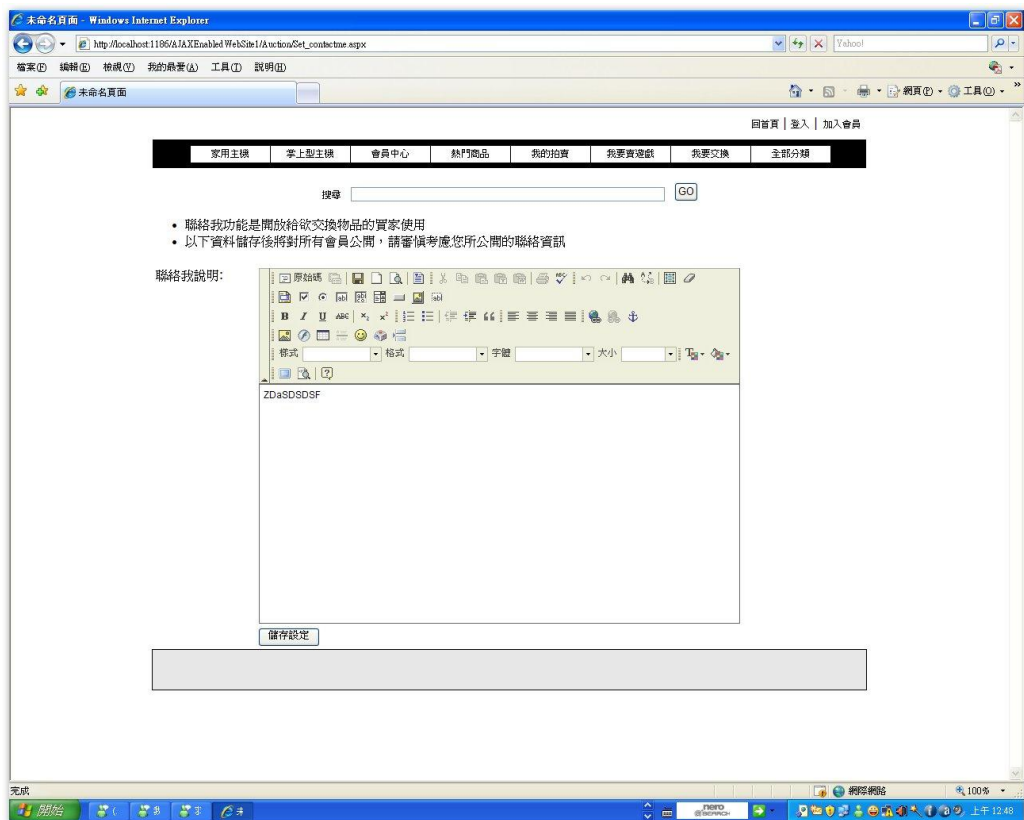 未命名頁面 - Windows Internet Explorer
http://localhost:1186/AJAXEnabledWebSite1/Auction/Set_contactme.aspx
Yahoo!
檔案(F) 編輯(E) 檢視(V) 我的最愛(A) 工具(T) 說明(H)
未命名頁面
網頁(P) 工具(O)
回首頁 | 登入 | 加入會員
家用主機 掌上型主機 會員中心 熱門商品 我的拍賣 我要賣遊戲 我要交換 全部分類
搜尋 GO
聯絡我功能是開放給欲交換物品的買家使用
以下資料儲存後將對所有會員公開，請審慎考慮您所公開的聯絡資訊
聯絡我說明:
原始碼
B I U ABC
樣式 格式 字體 大小
ZDaSDSDSF
儲存設定
完成 網際網路 100%
開始 nero SEARCH 上午 12:48